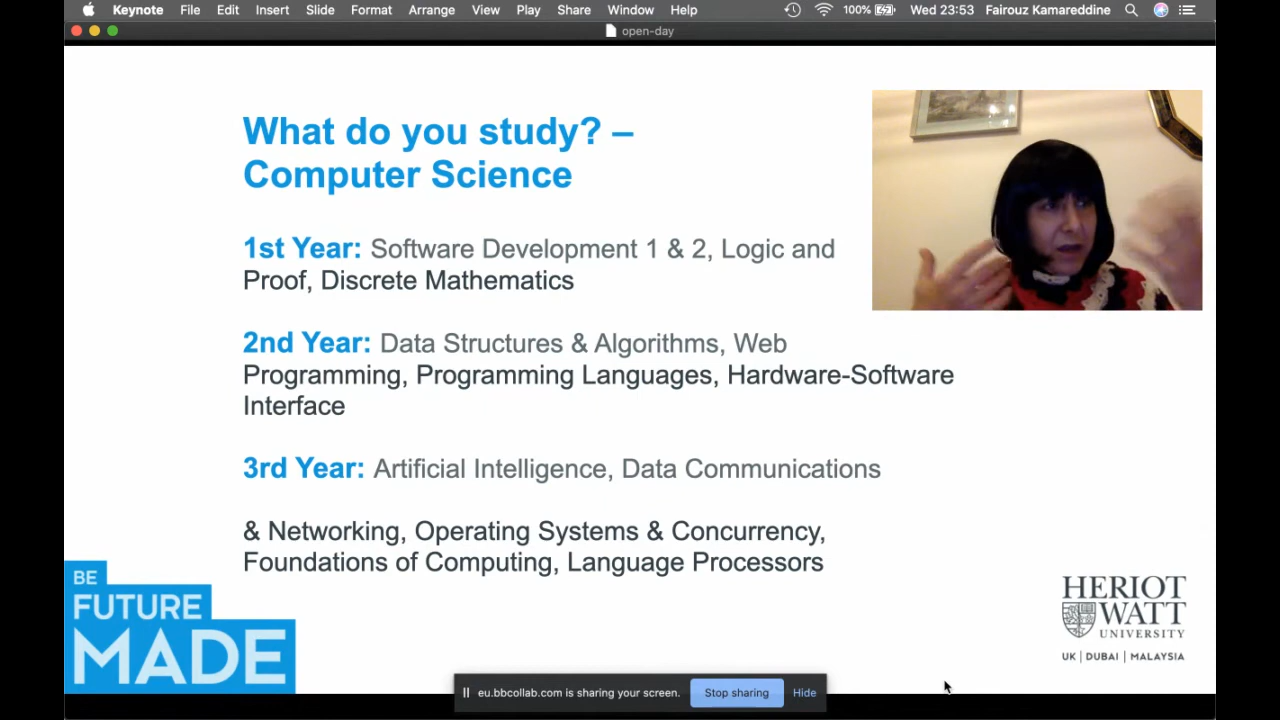 Keynote File Edit Insert Slide Format Arrange View Play Share Window Help 100% Wed 23:53 Fairouz Kamareddine
open-day
What do you study? –
Computer Science
1st Year: Software Development 1 & 2, Logic and
Proof, Discrete Mathematics
2nd Year: Data Structures & Algorithms, Web
Programming, Programming Languages, Hardware-Software
Interface
3rd Year: Artificial Intelligence, Data Communications
& Networking, Operating Systems & Concurrency,
Foundations of Computing, Language Processors
BE
FUTURE
MADE
HERIOT
WATT
UNIVERSITY
UK | DUBAI | MALAYSIA
eu.bbcollab.com is sharing your screen. Stop sharing Hide